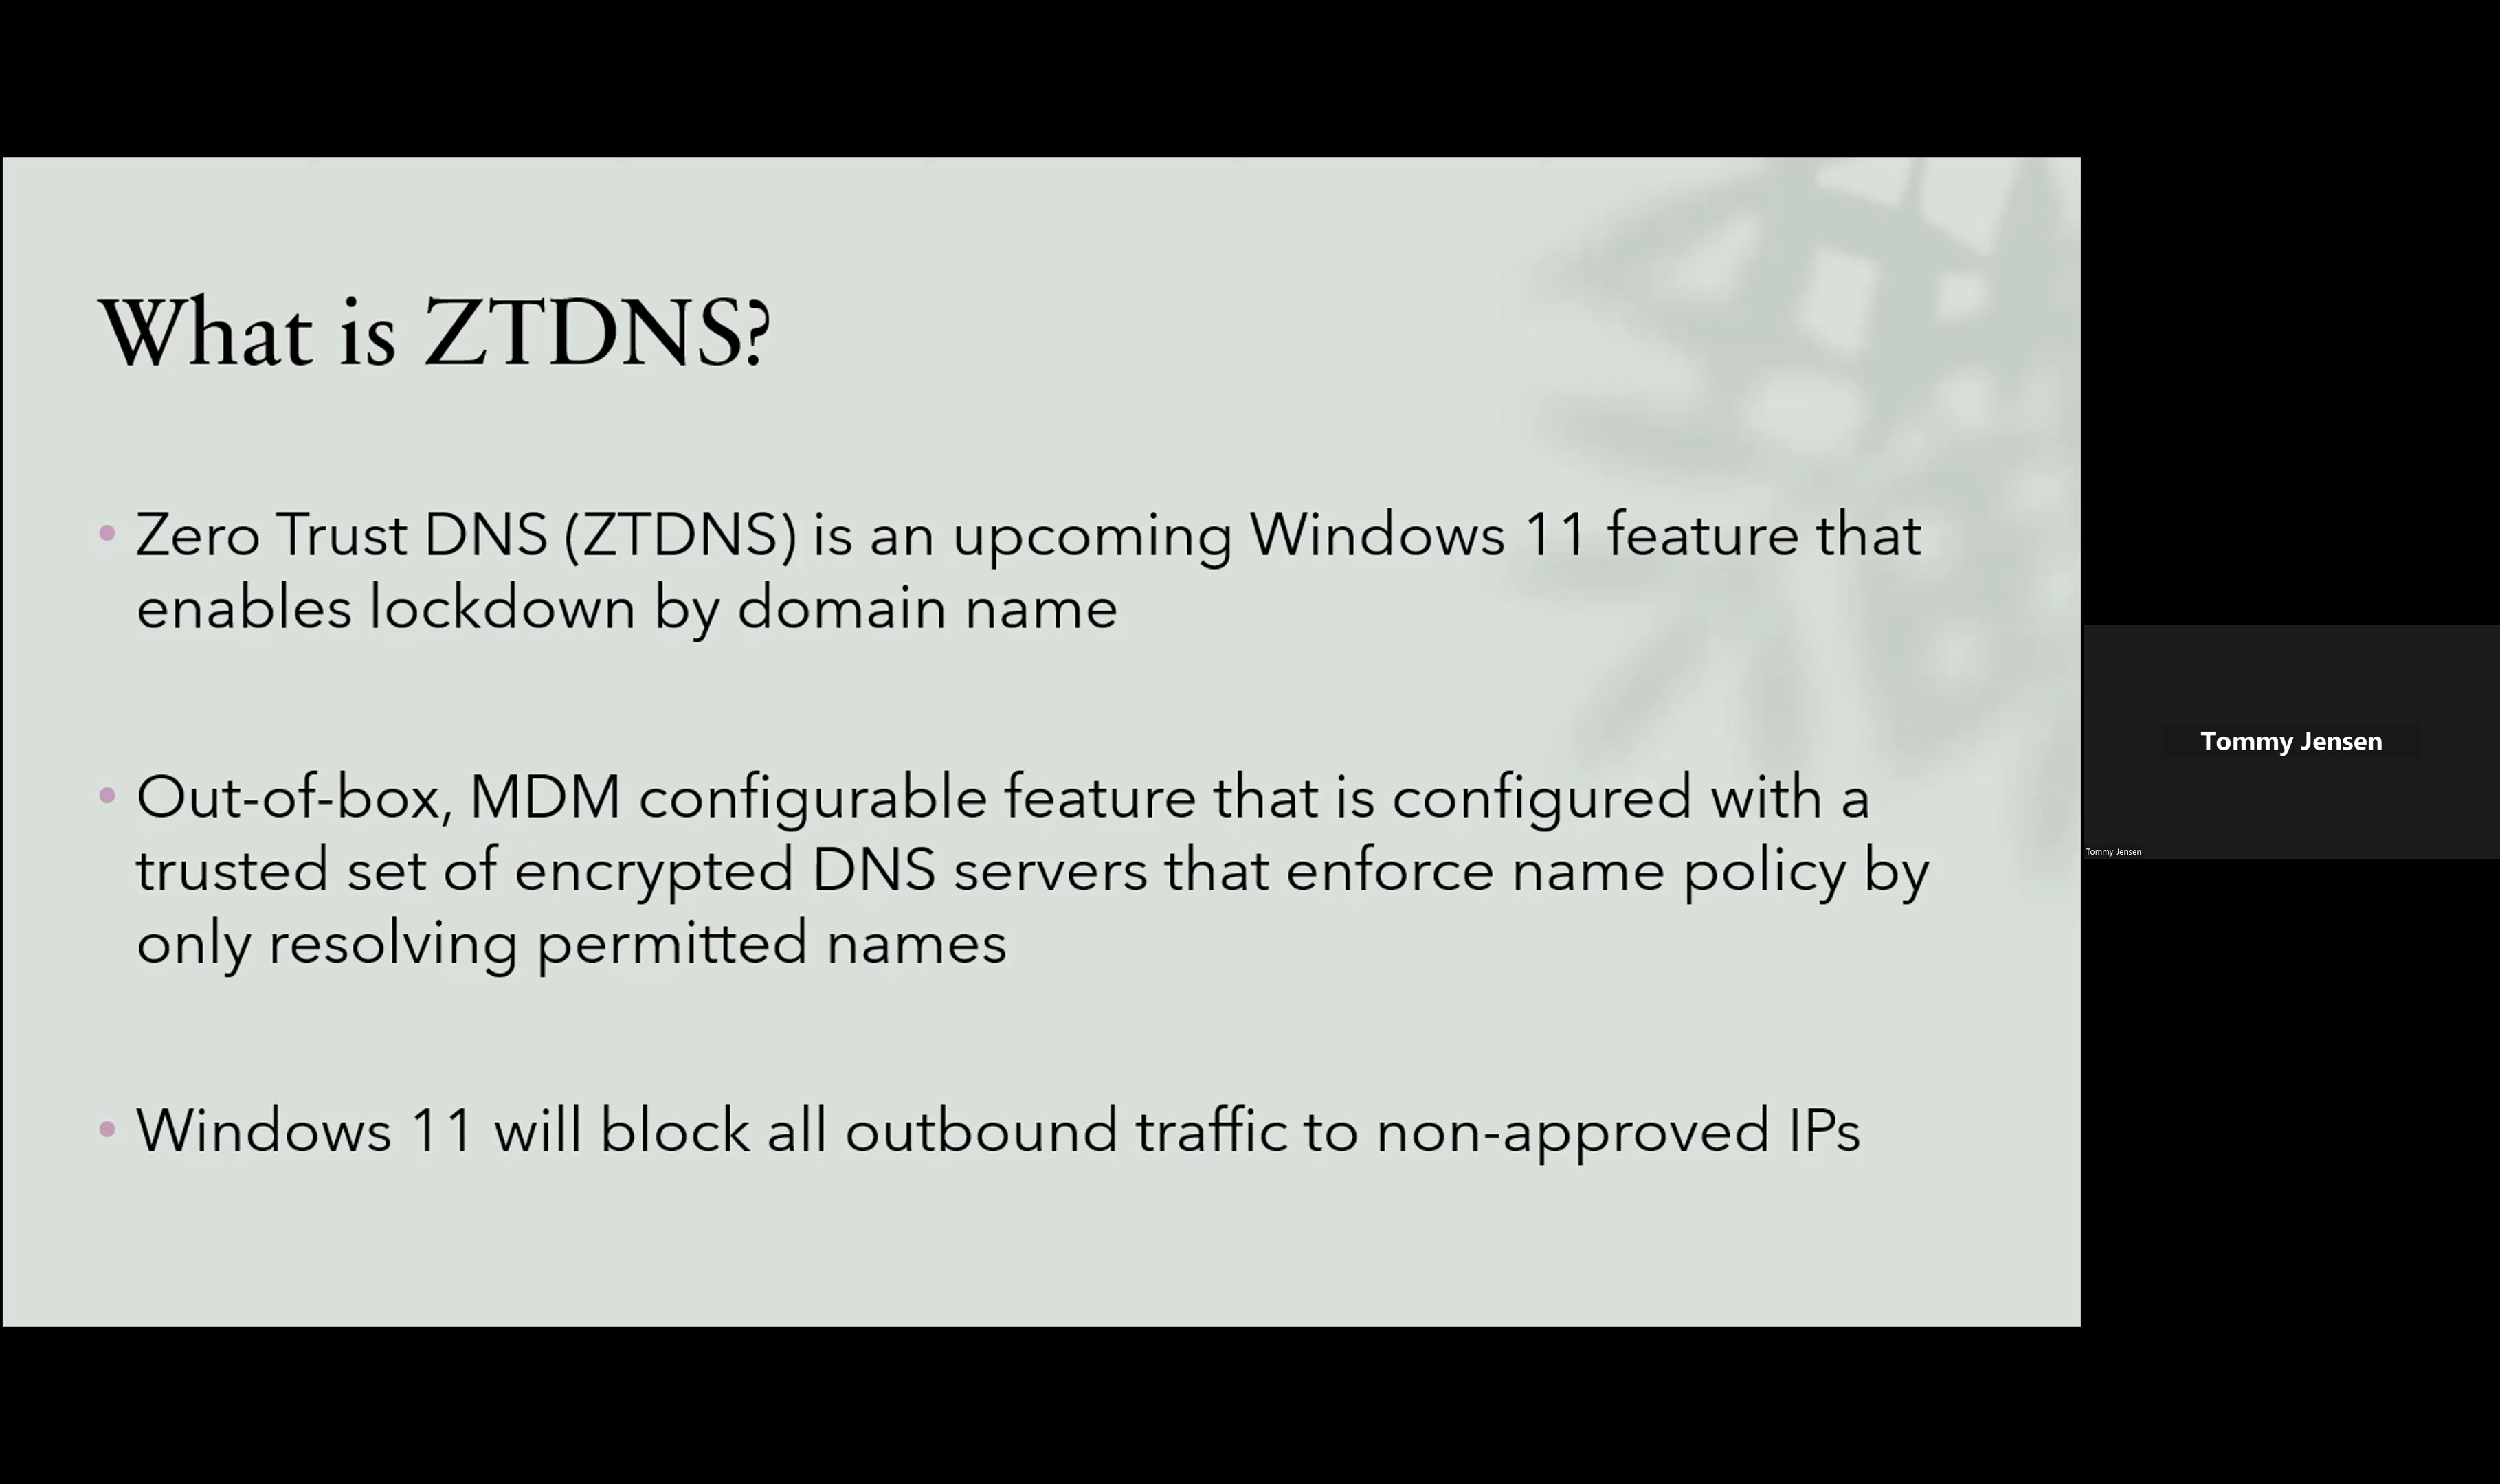 What is ZTDNS?
• Zero Trust DNS (ZTDNS) is an upcoming Windows 11 feature that
enables lockdown by domain name
• Out-of-box, MDM configurable feature that is configured with a
trusted set of encrypted DNS servers that enforce name policy by
only resolving permitted names
• Windows 11 will block all outbound traffic to non-approved IPs
Tommy Jensen
Tommy Jensen